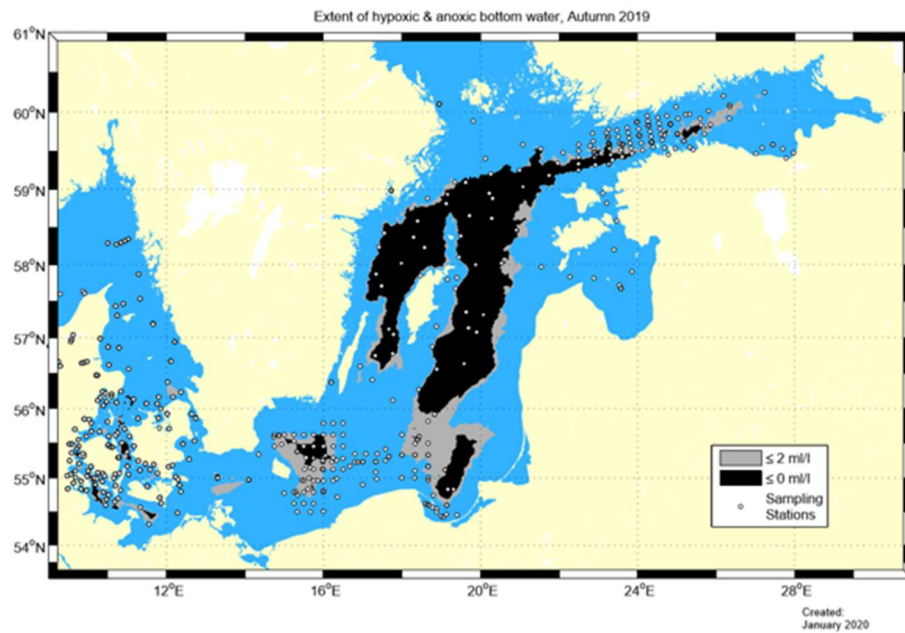 Extent of hypoxic & anoxic bottom water, Autumn 2019
61°N
60°N
59°N
58°N
57°N
56°N
55°N
54°N
≤ 2 ml/l
≤ 0 ml/l
Sampling
Stations
12°E
16°E
20°E
24°E
28°E
Created:
January 2020